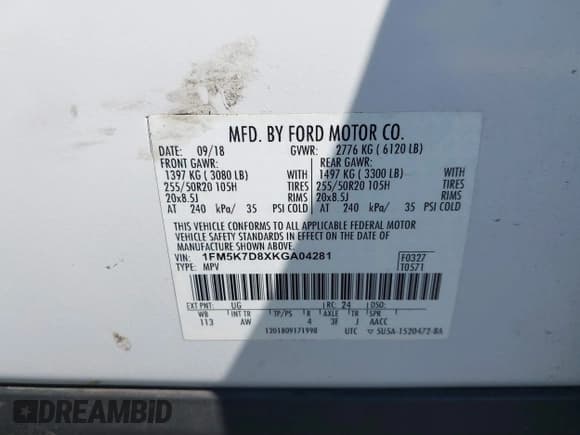 MFD. BY FORD MOTOR CO.
DATE: 09/18 GVWR: 2776 KG ( 6120 LB)
FRONT GAWR: REAR GAWR:
1397 KG ( 3080 LB) WITH 1497 KG ( 3300 LB) WITH
255/50R20 105H TIRES 255/50R20 105H TIRES
20x8.5J RIMS 20x8.5J RIMS
AT 240 kPa/ 35 PSI COLD AT 240 kPa/ 35 PSI COLD
THIS VEHICLE CONFORMS TO ALL APPLICABLE FEDERAL MOTOR
VEHICLE SAFETY STANDARDS IN EFFECT ON THE DATE OF
MANUFACTURE SHOWN ABOVE.
VIN: 1FM5K7D8XKGA04281 F0327
TYPE: MPV T0571
EXT PNT: UG RC: 24 DSO:
WB INT TR TP/PS R AXLE TR SPR
113 AW 4 38 J AACC
1201809171998 UTC ▽ 5U5A-1520472-BA
DREAMBID